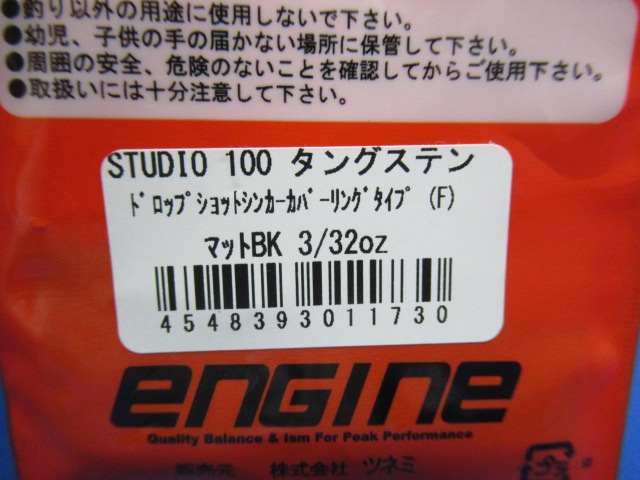 ●釣り以外の用途に使用しないで下さい。
●幼児、子供の手の届かない場所に保管して下さい。
●周囲の安全、危険のないことを確認してからご使用下さい。
●取扱いには十分注意して下さい。
STUDIO 100 タングステン
ﾄﾞﾛｯﾌﾟｼｮｯﾄｼﾝｶｰｶﾊﾞｰﾘﾝｸﾞﾀｲﾌﾟ (F)
マットBK 3/32oz
4548393011730
engine
Quality Balance & Ism For Peak Performance
販売元 株式会社 ツネミ